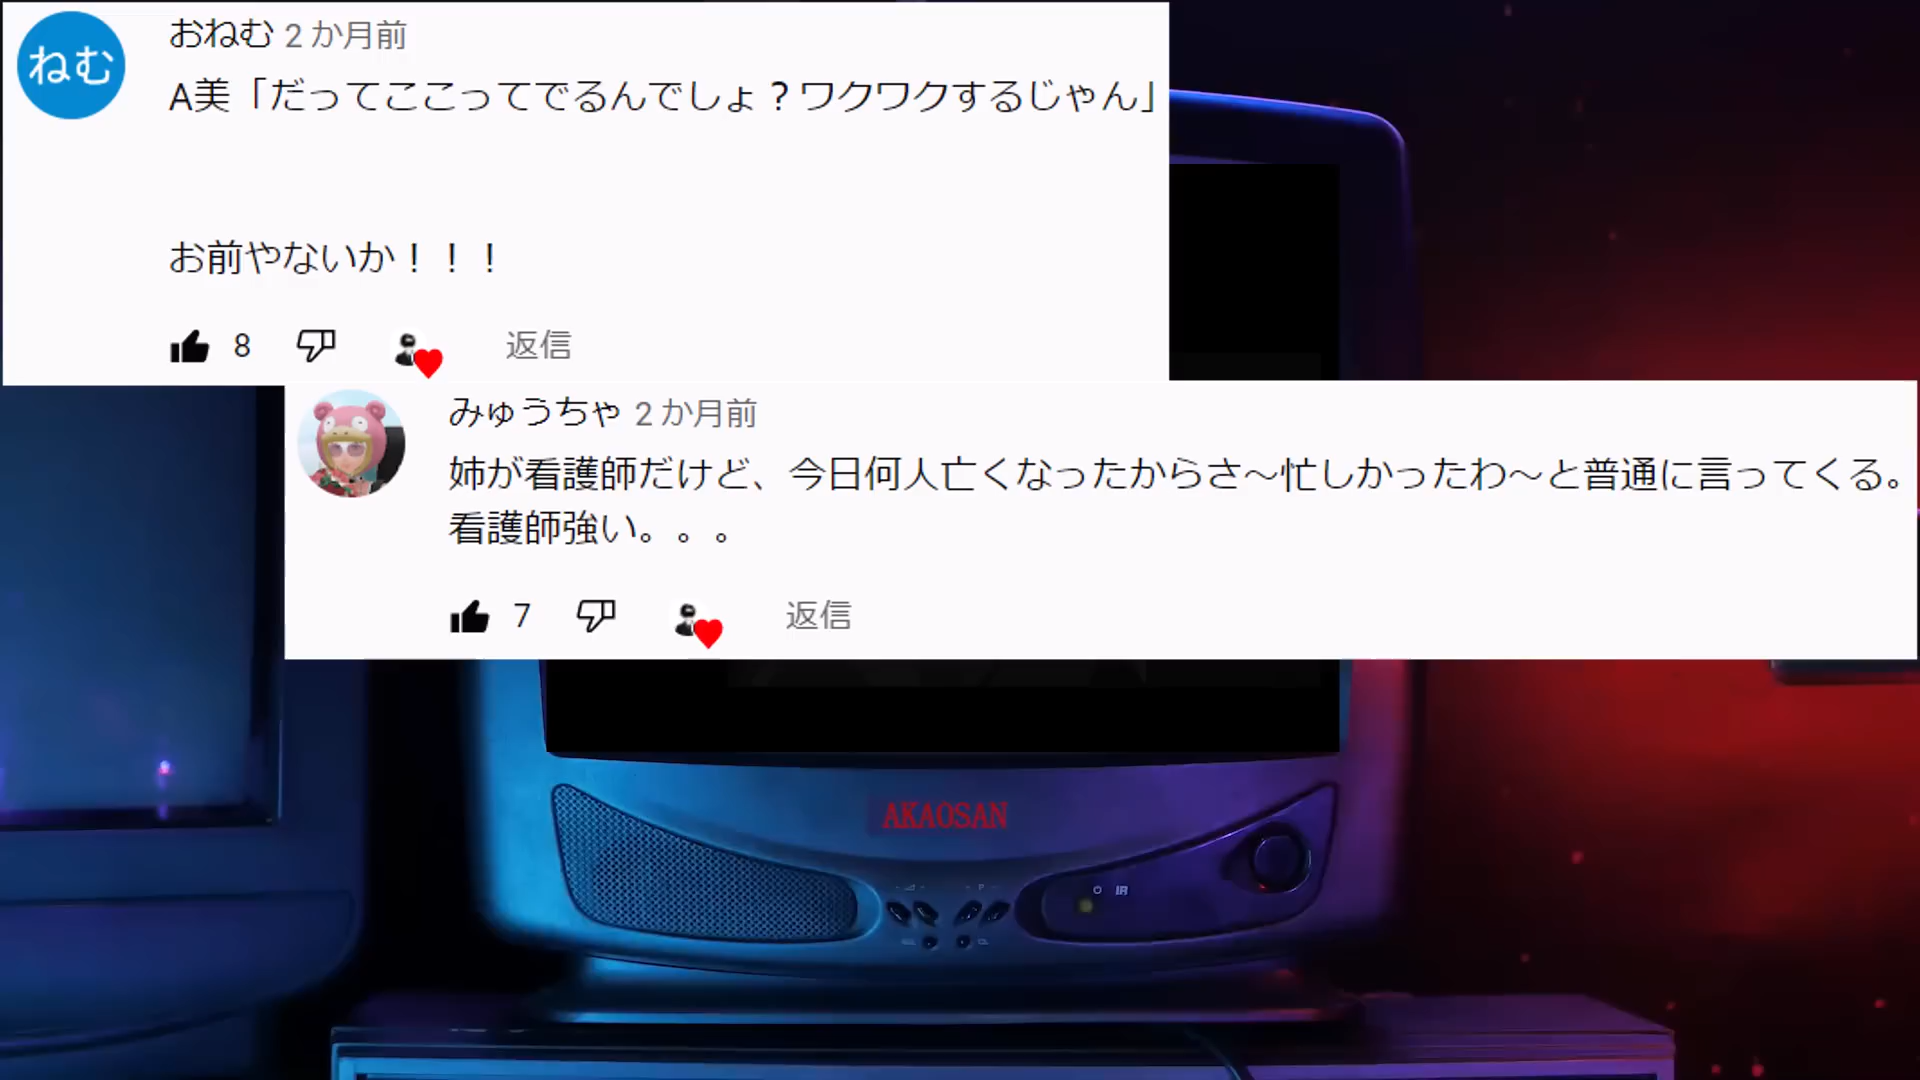 ねむ
おねむ 2 か月前
A美「だってここってでるんでしょ？ワクワクするじゃん」
お前やないか！！！
8 返信
みゅうちゃ 2 か月前
姉が看護師だけど、今日何人亡くなったからさ〜忙しかったわ〜と普通に言ってくる。
看護師強い。。。
7 返信
AKAOSAN
IR